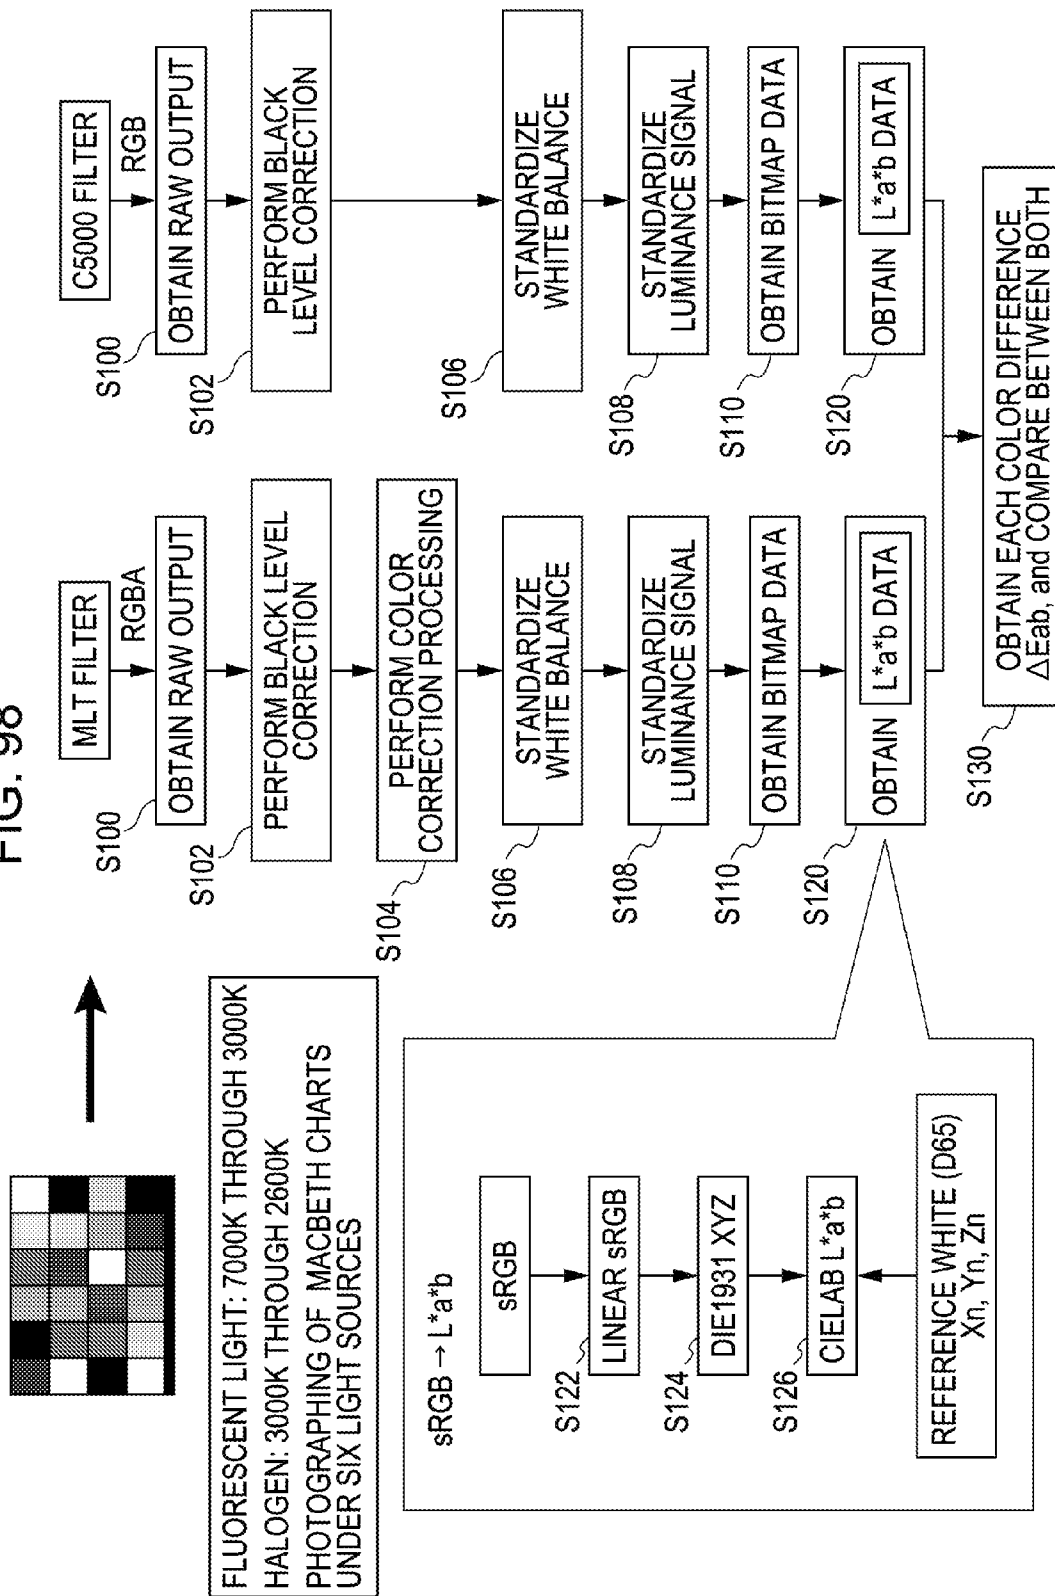 FIG. 98
FLUORESCENT LIGHT: 7000K THROUGH 3000K
HALOGEN: 3000K THROUGH 2600K
PHOTOGRAPHING OF MACBETH CHARTS
UNDER SIX LIGHT SOURCES
MLT FILTER
RGBA
S100
OBTAIN RAW OUTPUT
S102
PERFORM BLACK LEVEL
CORRECTION
S104
PERFORM COLOR
CORRECTION PROCESSING
S106
STANDARDIZE
WHITE BALANCE
S108
STANDARDIZE
LUMINANCE SIGNAL
S110
OBTAIN BITMAP DATA
S120
OBTAIN L*a*b DATA
C5000 FILTER
RGB
S100
OBTAIN RAW OUTPUT
S102
PERFORM BLACK
LEVEL CORRECTION
S106
STANDARDIZE
WHITE BALANCE
S108
STANDARDIZE
LUMINANCE SIGNAL
S110
OBTAIN BITMAP DATA
S120
OBTAIN L*a*b DATA
S130
OBTAIN EACH COLOR DIFFERENCE
ΔEab, and COMPARE BETWEEN BOTH
sRGB → L*a*b
sRGB
S122
LINEAR sRGB
S124
DIE1931 XYZ
S126
CIELAB L*a*b
REFERENCE WHITE (D65)
Xn, Yn, Zn